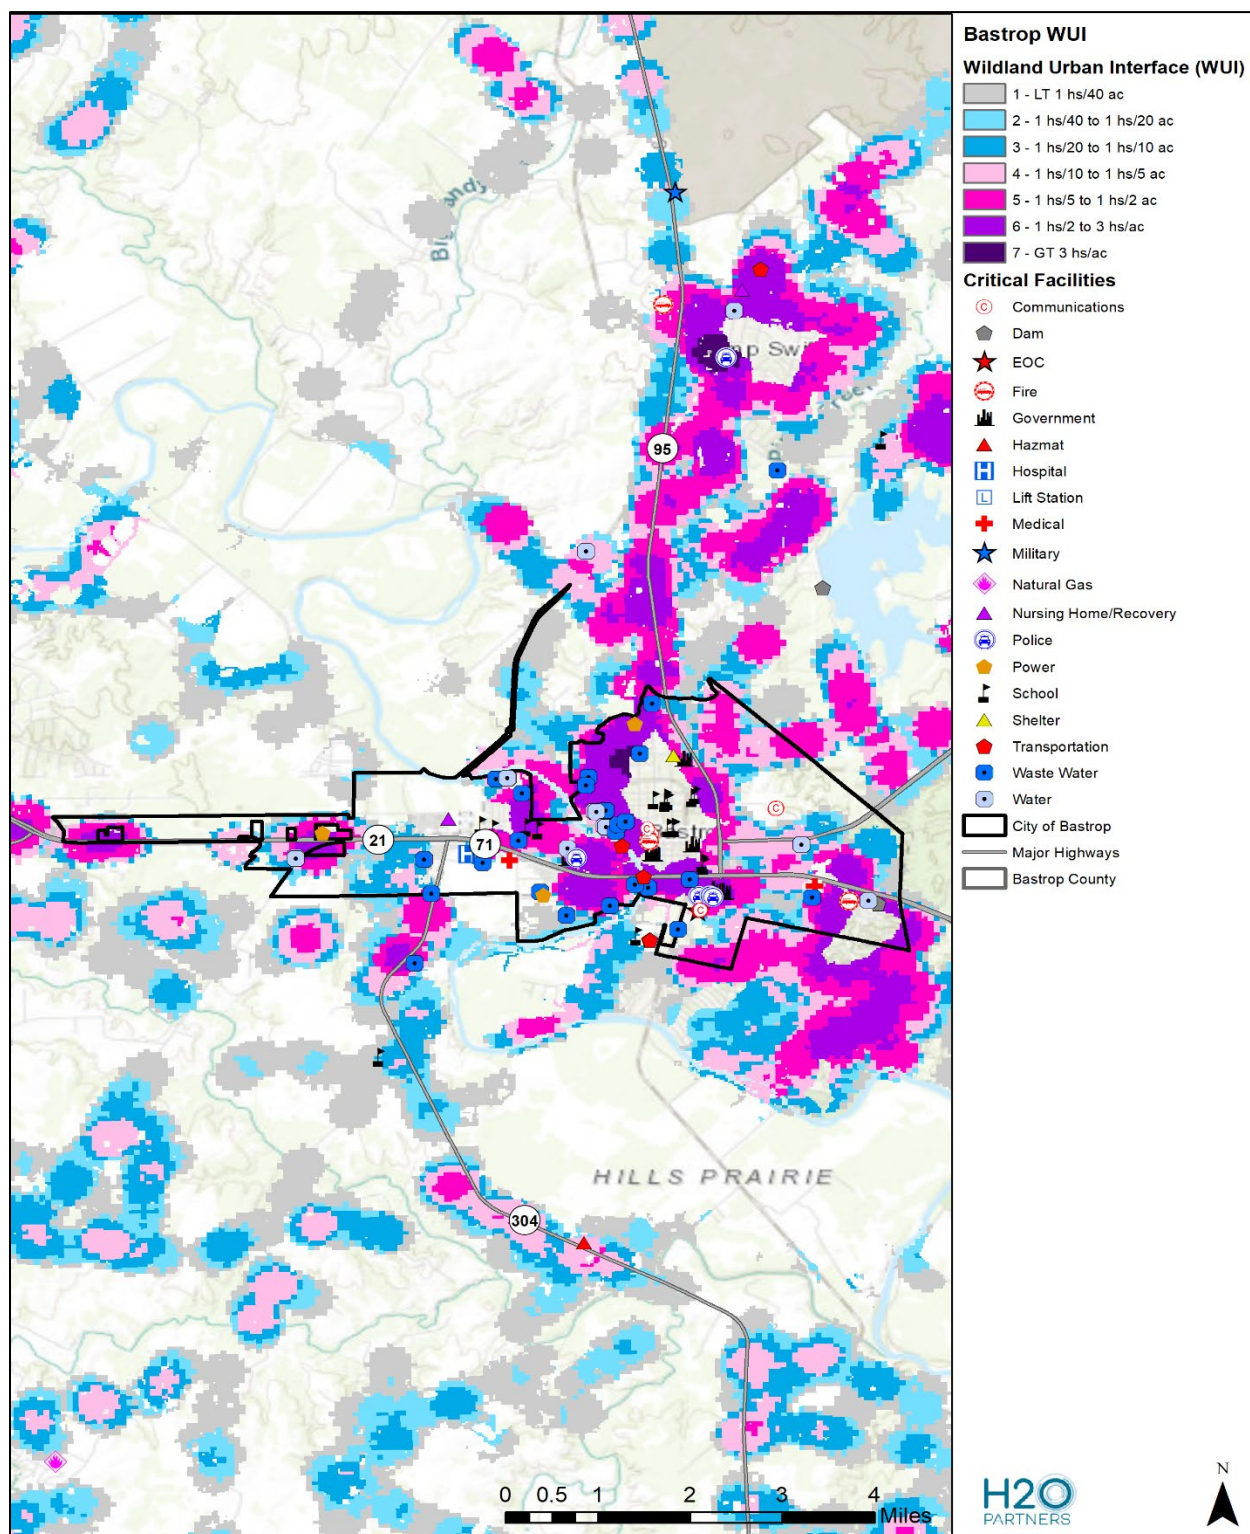 Bastrop WUI
Wildland Urban Interface (WUI)
1 - LT 1 hs/40 ac
2 - 1 hs/40 to 1 hs/20 ac
3 - 1 hs/20 to 1 hs/10 ac
4 - 1 hs/10 to 1 hs/5 ac
5 - 1 hs/5 to 1 hs/2 ac
6 - 1 hs/2 to 3 hs/ac
7 - GT 3 hs/ac
Critical Facilities
C Communications
Dam
EOC
Fire
Government
Hazmat
H Hospital
L Lift Station
Medical
Military
Natural Gas
Nursing Home/Recovery
Police
Power
School
Shelter
Transportation
Waste Water
Water
City of Bastrop
Major Highways
Bastrop County
95
C
21
71
H
C
C
HILLS PRAIRIE
304
0 0.5 1 2 3 4
Miles
H2O
PARTNERS
N